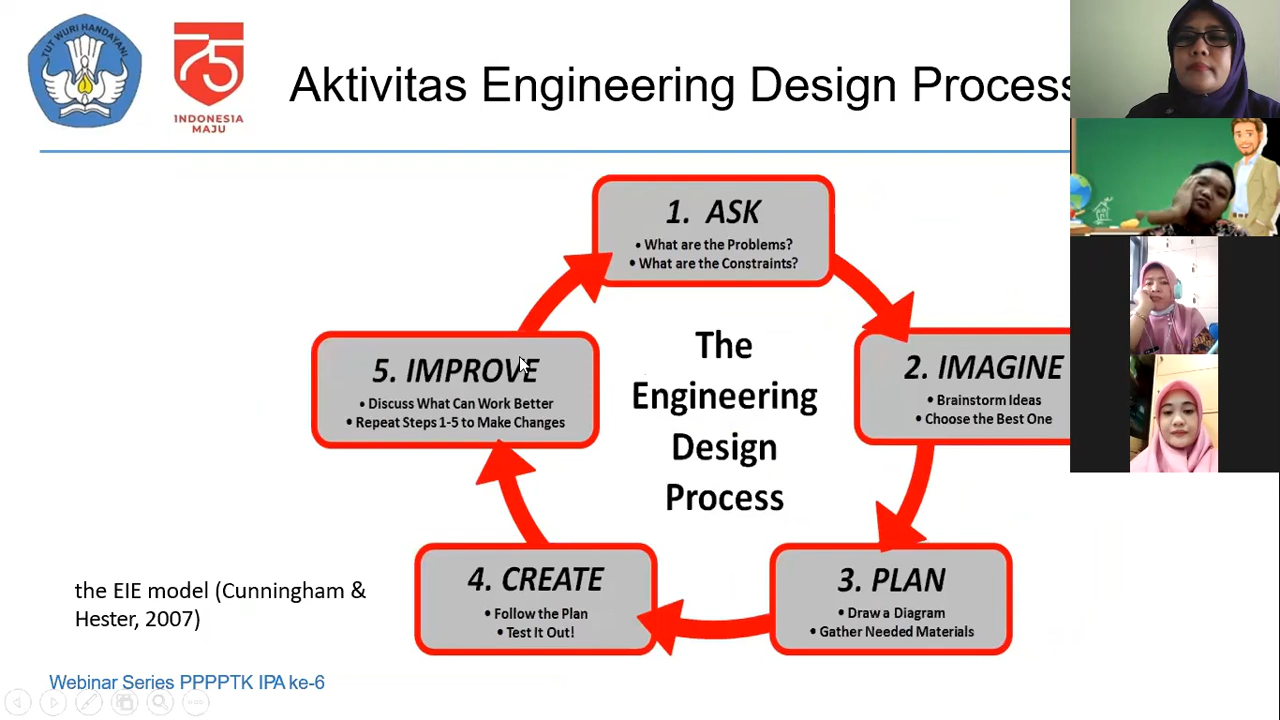 TUT WURI HANDAYANI
75
INDONESIA
MAJU
Aktivitas Engineering Design Process
1. ASK
• What are the Problems?
• What are the Constraints?
2. IMAGINE
• Brainstorm Ideas
• Choose the Best One
The
Engineering
Design
Process
5. IMPROVE
• Discuss What Can Work Better
• Repeat Steps 1-5 to Make Changes
4. CREATE
• Follow the Plan
• Test It Out!
3. PLAN
• Draw a Diagram
• Gather Needed Materials
the EIE model (Cunningham &
Hester, 2007)
Webinar Series PPPPTK IPA ke-6